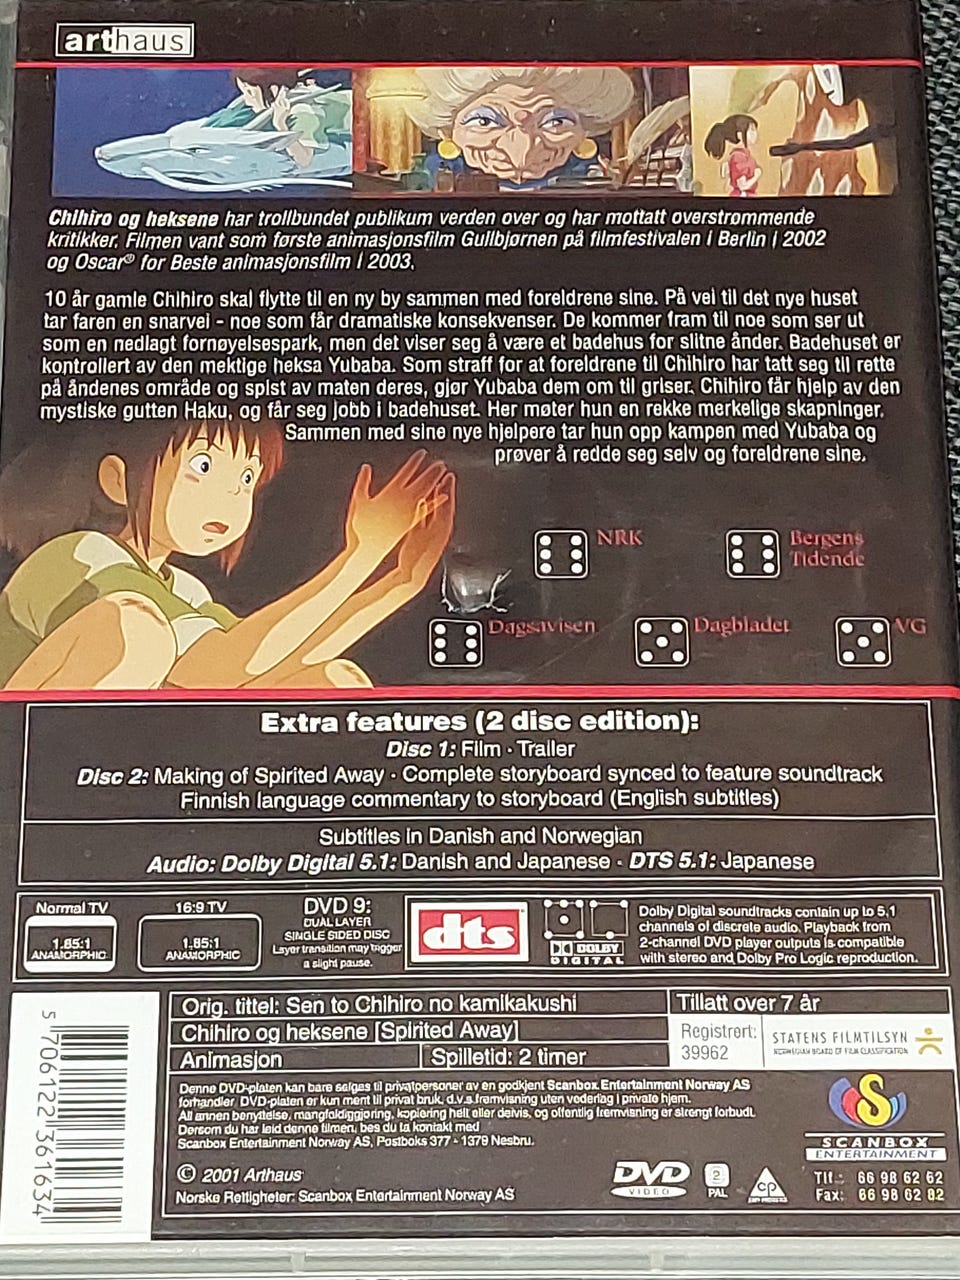 arthaus
Chihiro og heksene har trollbundet publikum verden over og har mottatt overstrømmende
kritikker. Filmen vant som første animasjonsfilm Gullbjørnen på filmfestivalen i Berlin i 2002
og Oscar® for Beste animasjonsfilm i 2003.
10 år gamle Chihiro skal flytte til en ny by sammen med foreldrene sine. På vei til det nye huset
tar faren en snarvei - noe som får dramatiske konsekvenser. De kommer fram til noe som ser ut
som en nedlagt fornøyelsespark, men det viser seg å være et badehus for slitne ånder. Badehuset er
kontrollert av den mektige heksa Yubaba. Som straff for at foreldrene til Chihiro har tatt seg til rette
på åndenes område og spist av maten deres, gjør Yubaba dem om til griser. Chihiro får hjelp av den
mystiske gutten Haku, og får seg jobb i badehuset. Her møter hun en rekke merkelige skapninger.
Sammen med sine nye hjelpere tar hun opp kampen med Yubaba og
prøver å redde seg selv og foreldrene sine.
NRK
Bergens
Tidende
Dagsavisen
Dagbladet
VG
Extra features (2 disc edition):
Disc 1: Film · Trailer
Disc 2: Making of Spirited Away · Complete storyboard synced to feature soundtrack
Finnish language commentary to storyboard (English subtitles)
Subtitles in Danish and Norwegian
Audio: Dolby Digital 5.1: Danish and Japanese · DTS 5.1: Japanese
Normal TV
1.85:1
ANAMORPHIC
16:9 TV
1.85:1
ANAMORPHIC
DVD 9:
DUAL LAYER
SINGLE SIDED DISC
Layer transition may trigger
a slight pause.
dts
DOLBY
DIGITAL
Dolby Digital soundtracks contain up to 5.1
channels of discrete audio. Playback from
2-channel DVD player outputs is compatible
with stereo and Dolby Pro Logic reproduction.
5 706122 361634
Orig. tittel: Sen to Chihiro no kamikakushi
Tillatt over 7 år
Chihiro og heksene [Spirited Away]
Registrert:
39962
STATENS FILMTILSYN
NORWEGIAN BOARD OF FILM CLASSIFICATION
Animasjon
Spilletid: 2 timer
Denne DVD-platen kan bare selges til privatpersoner av en godkjent Scanbox Entertainment Norway AS
forhandler. DVD-platen er kun ment til privat bruk, d.v.s fremvisning uten vederlag i private hjem.
All annen benyttelse, mangfoldiggjøring, kopiering helt eller delvis, og offentlig fremvisning er strengt forbudt.
Dersom du har leid denne filmen, bes du ta kontakt med
Scanbox Entertainment Norway AS, Postboks 377 - 1379 Nesbru.
© 2001 Arthaus
Norske Rettigheter: Scanbox Entertainment Norway AS
DVD
VIDEO
2
PAL
CP
S
SCANBOX
ENTERTAINMENT
Tlf.: 66 98 62 62
Fax: 66 98 62 82